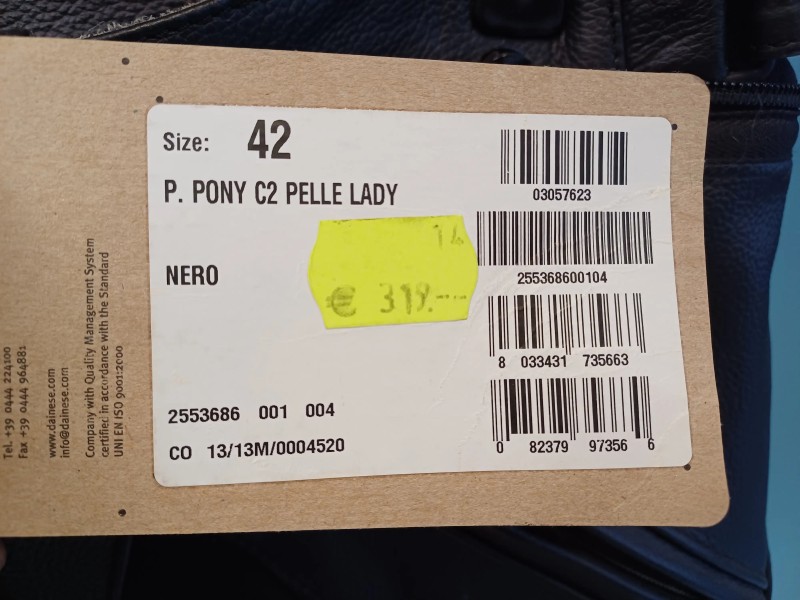 Tel. +39 0444 224100
Fax +39 0444 964881
www.dainese.com
info@dainese.com
Company with Quality Management System
certified in accordance with the Standard
UNI EN ISO 9001:2000
Size: 42
P. PONY C2 PELLE LADY
NERO
14
€ 319.--
2553686 001 004
CO 13/13M/0004520
03057623
255368600104
8 033431 735663
0 82379 97356 6